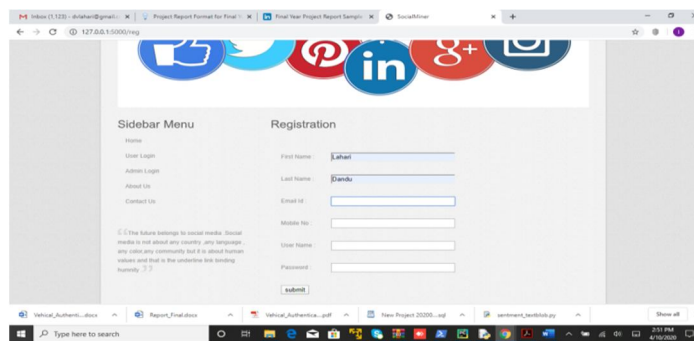 Inbox (1,123) - dvlahari@gmail.c
Project Report Format for Final Y
Final Year Project Report Sample
SocialMiner
127.0.0.1:5000/reg
in
g+
Sidebar Menu
Home
User Login
Admin Login
About Us
Contact Us
The future belongs to social media. Social
media is not about any country ,any language ,
any color,any community but it is about human
values and that is the underline link binding
humnity
Registration
First Name :
Lahari
Last Name :
Dandu
Email Id :
Mobile No :
User Name :
Password :
submit
Vehical_Authenti....docx
Report_Final.docx
Vehical_Authentica....pdf
New Project 20200....sql
sentiment_textblub.py
Show all
Type here to search
2:51 PM
4/10/2020